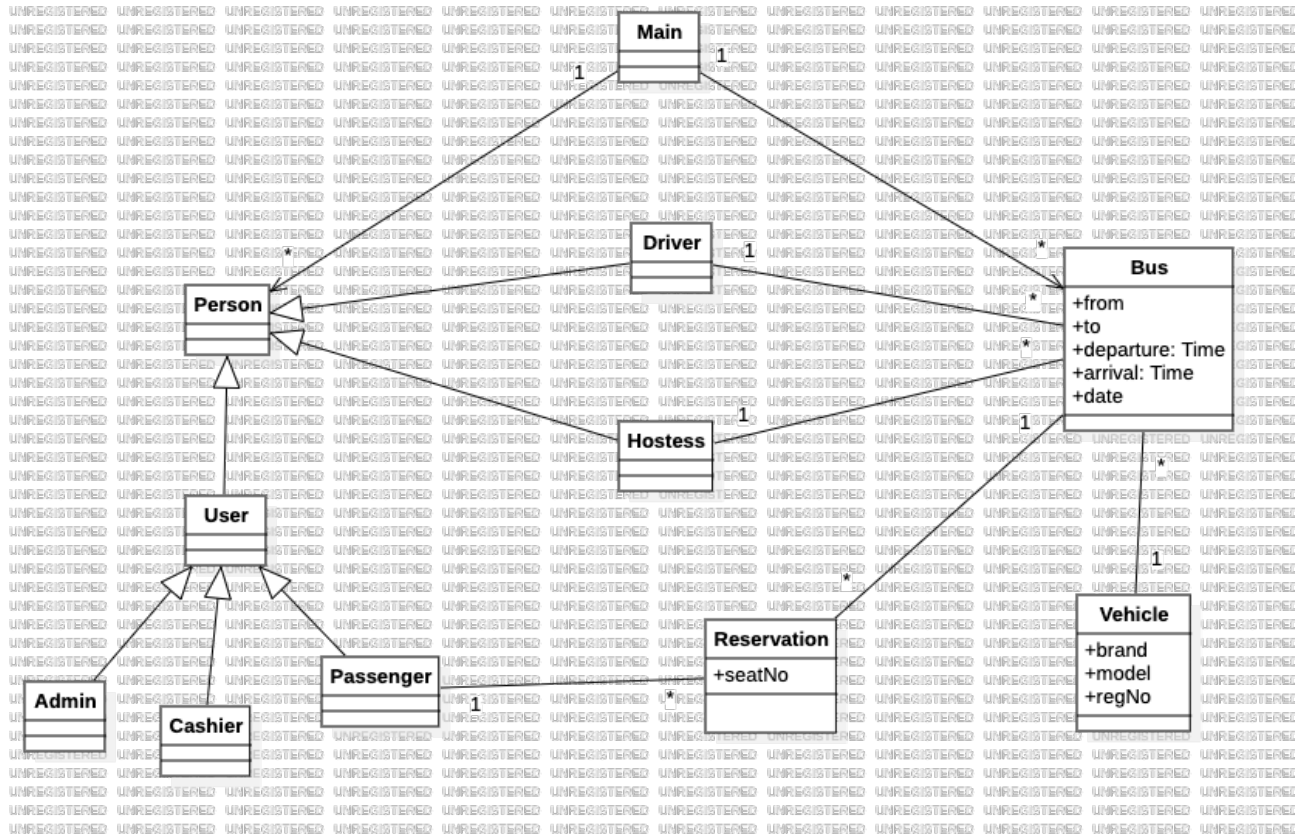 Main
1
1
*
*
Driver
1
*
Person
Bus
+from
+to
+departure: Time
+arrival: Time
+date
*
1
Hostess
1
*
1
User
*
Vehicle
+brand
+model
+regNo
Reservation
+seatNo
Passenger
1
*
Admin
Cashier
UNREGISTERED